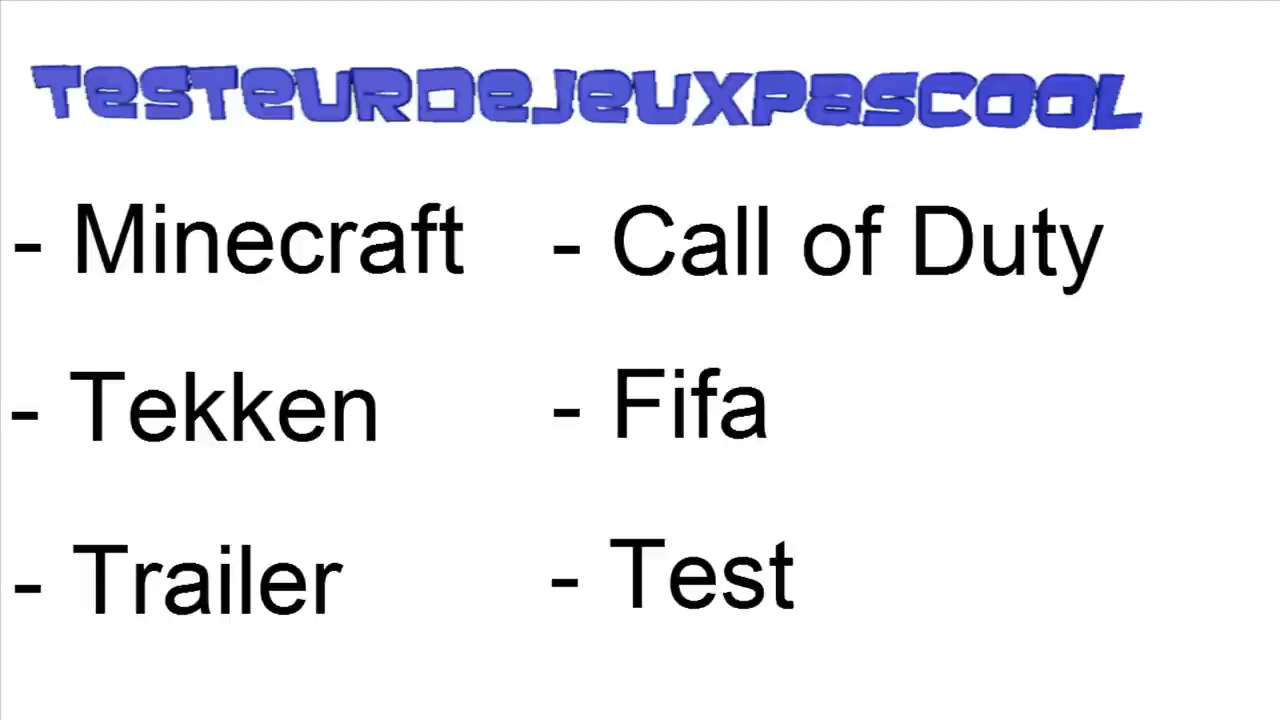 TesTeURDeJeUXPasCOOL
- Minecraft - Call of Duty
- Tekken - Fifa
- Trailer - Test